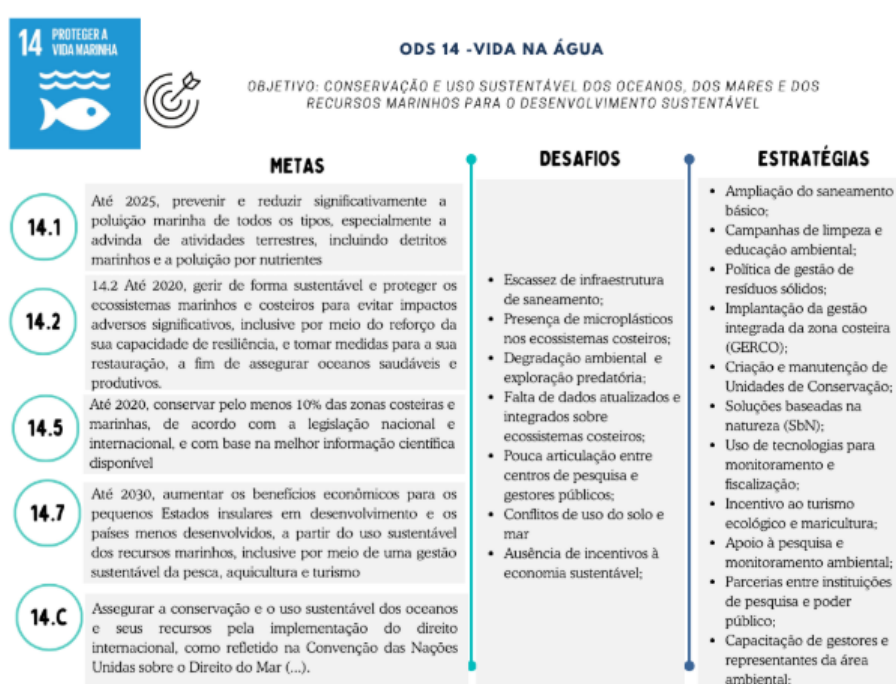 14 PROTEGER A
VIDA MARINHA
ODS 14 -VIDA NA ÁGUA
OBJETIVO: CONSERVAÇÃO E USO SUSTENTÁVEL DOS OCEANOS, DOS MARES E DOS
RECURSOS MARINHOS PARA O DESENVOLVIMENTO SUSTENTÁVEL
METAS
14.1
Até 2025, prevenir e reduzir significativamente a
poluição marinha de todos os tipos, especialmente a
advinda de atividades terrestres, incluindo detritos
marinhos e a poluição por nutrientes
14.2
14.2 Até 2020, gerir de forma sustentável e proteger os
ecossistemas marinhos e costeiros para evitar impactos
adversos significativos, inclusive por meio do reforço da
sua capacidade de resiliência, e tomar medidas para a sua
restauração, a fim de assegurar oceanos saudáveis e
produtivos.
14.5
Até 2020, conservar pelo menos 10% das zonas costeiras e
marinhas, de acordo com a legislação nacional e
internacional, e com base na melhor informação científica
disponível
14.7
Até 2030, aumentar os benefícios econômicos para os
pequenos Estados insulares em desenvolvimento e os
países menos desenvolvidos, a partir do uso sustentável
dos recursos marinhos, inclusive por meio de uma gestão
sustentável da pesca, aquicultura e turismo
14.C
Assegurar a conservação e o uso sustentável dos oceanos
e seus recursos pela implementação do direito
internacional, como refletido na Convenção das Nações
Unidas sobre o Direito do Mar (...).
DESAFIOS
• Escassez de infraestrutura
de saneamento;
• Presença de microplásticos
nos ecossistemas costeiros;
• Degradação ambiental e
exploração predatória;
• Falta de dados atualizados e
integrados sobre
ecossistemas costeiros;
• Pouca articulação entre
centros de pesquisa e
gestores públicos;
• Conflitos de uso do solo e
mar
• Ausência de incentivos à
economia sustentável;
ESTRATÉGIAS
• Ampliação do saneamento
básico;
• Campanhas de limpeza e
educação ambiental;
• Política de gestão de
resíduos sólidos;
• Implantação da gestão
integrada da zona costeira
(GERCO);
• Criação e manutenção de
Unidades de Conservação;
• Soluções baseadas na
natureza (SbN);
• Uso de tecnologias para
monitoramento e
fiscalização;
• Incentivo ao turismo
ecológico e maricultura;
• Apoio à pesquisa e
monitoramento ambiental;
• Parcerias entre instituições
de pesquisa e poder
público;
• Capacitação de gestores e
representantes da área
ambiental;